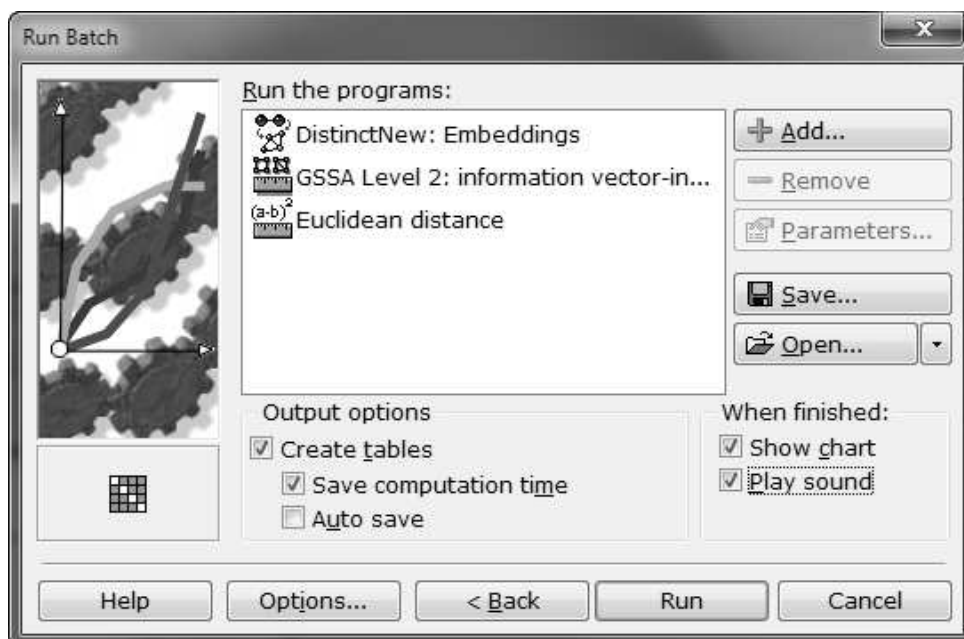 Run Batch
x
Run the programs:
DistinctNew: Embeddings
GSSA Level 2: information vector-in...
(a-b)²
Euclidean distance
Add...
Remove
Parameters...
Save...
Open...
Output options
Create tables
Save computation time
Auto save
When finished:
Show chart
Play sound
Help
Options...
< Back
Run
Cancel